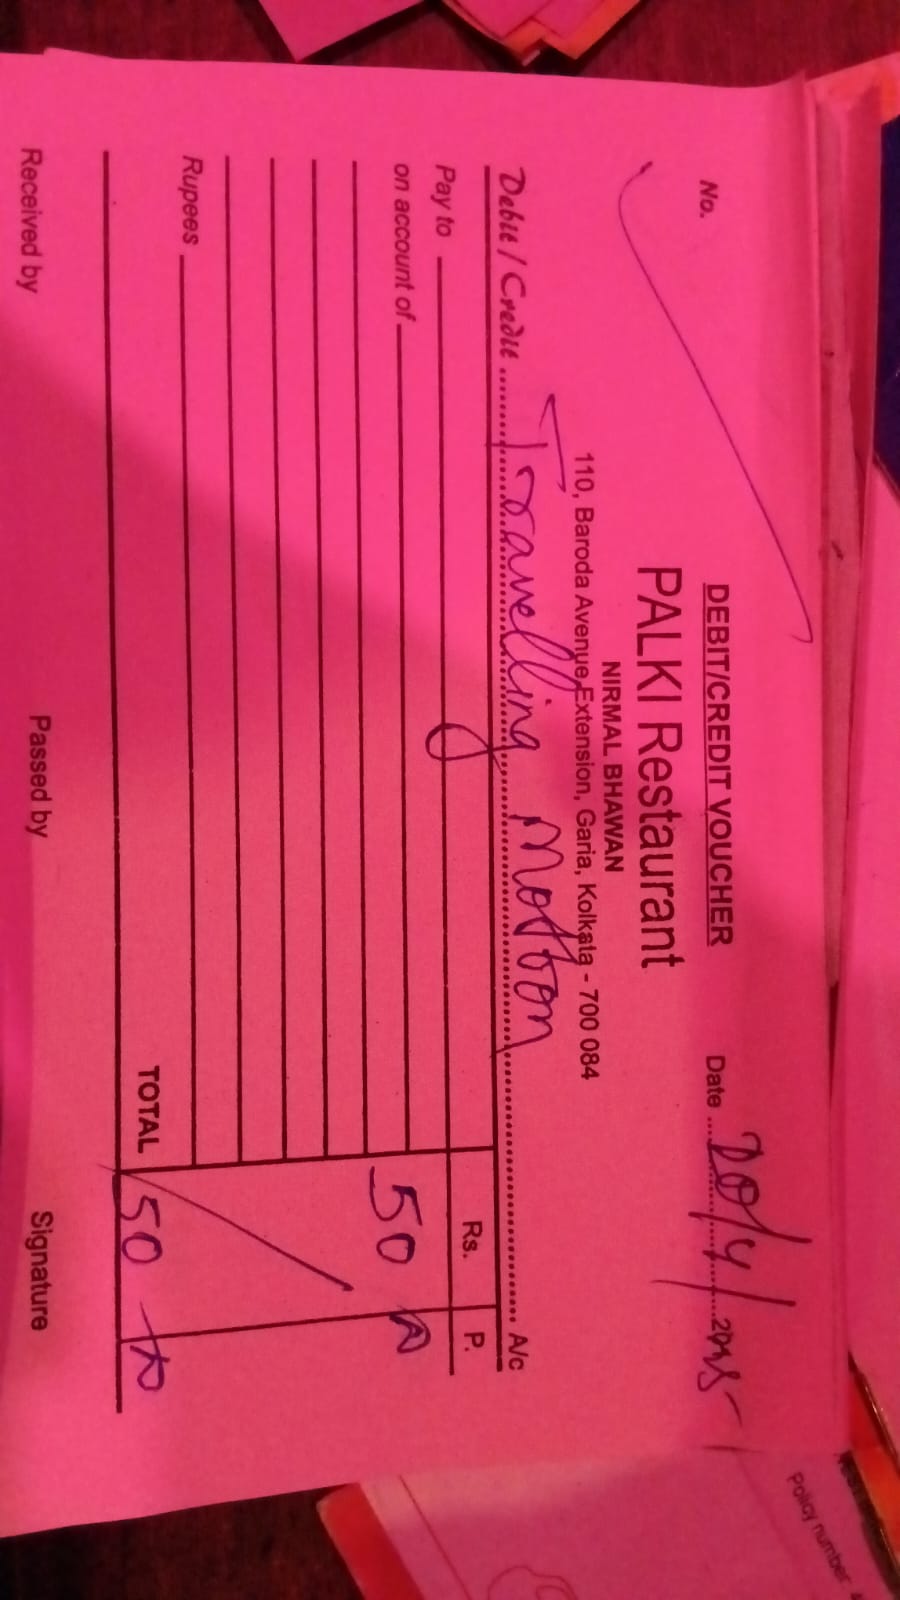 No.
DEBIT/CREDIT VOUCHER
Date 20/4/2025
PALKI Restaurant
NIRMAL BHAWAN
110, Baroda Avenue Extension, Garia, Kolkata - 700 084
Debit / Credit Travelling Motton A/c
Rs. P.
Pay to
on account of 50
Rupees
TOTAL 50
Received by Passed by Signature
Policy number